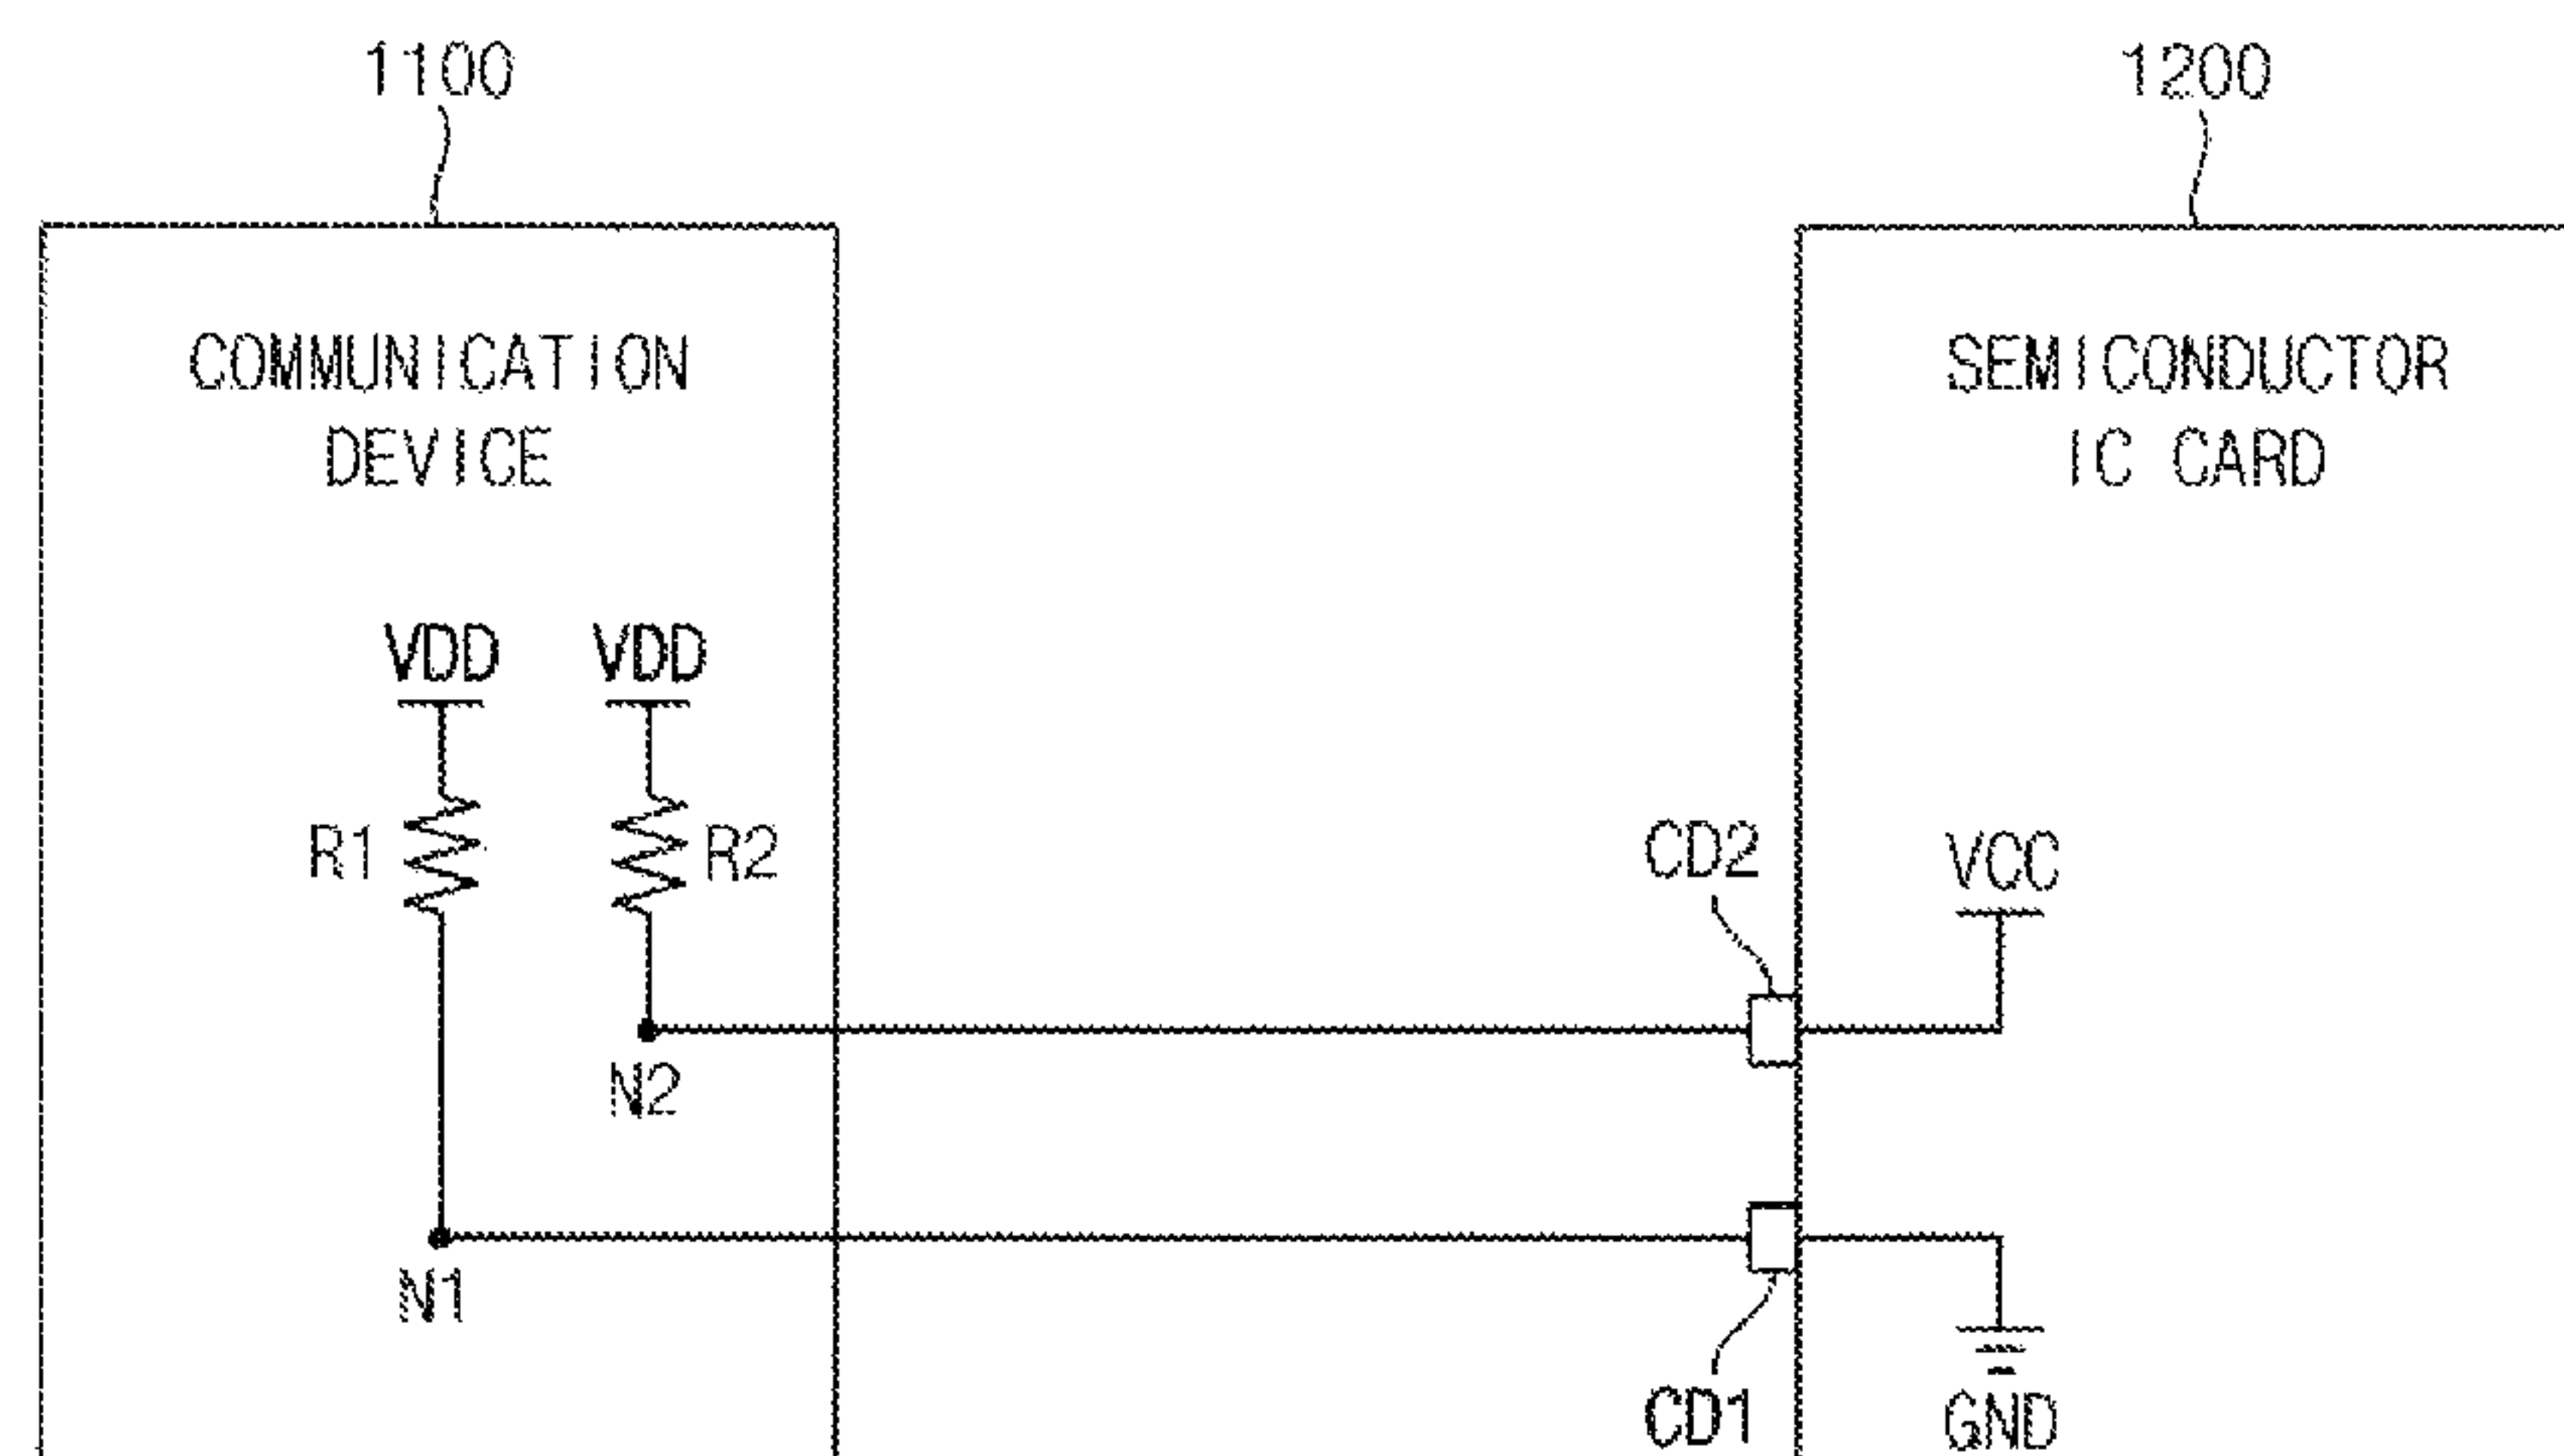 1100
1200
COMMUNICATION
DEVICE
SEMICONDUCTOR
IC CARD
VDD
VDD
R1
R2
CD2
VCC
N2
N1
CD1
GND